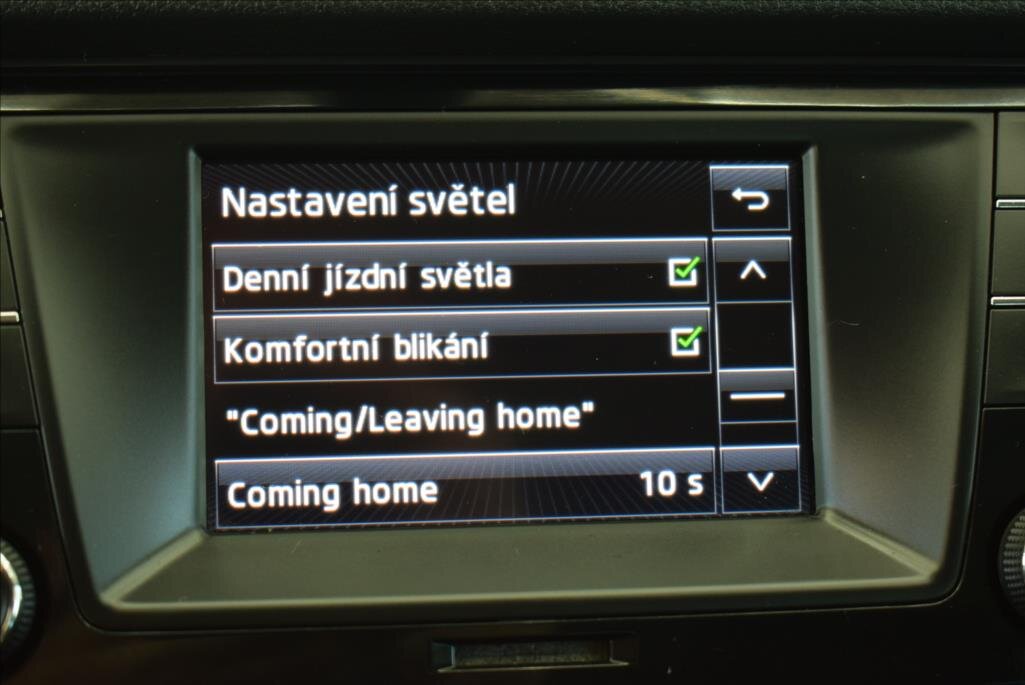 Nastavení světel
Denní jízdní světla
Komfortní blikání
"Coming/Leaving home"
Coming home 10 s